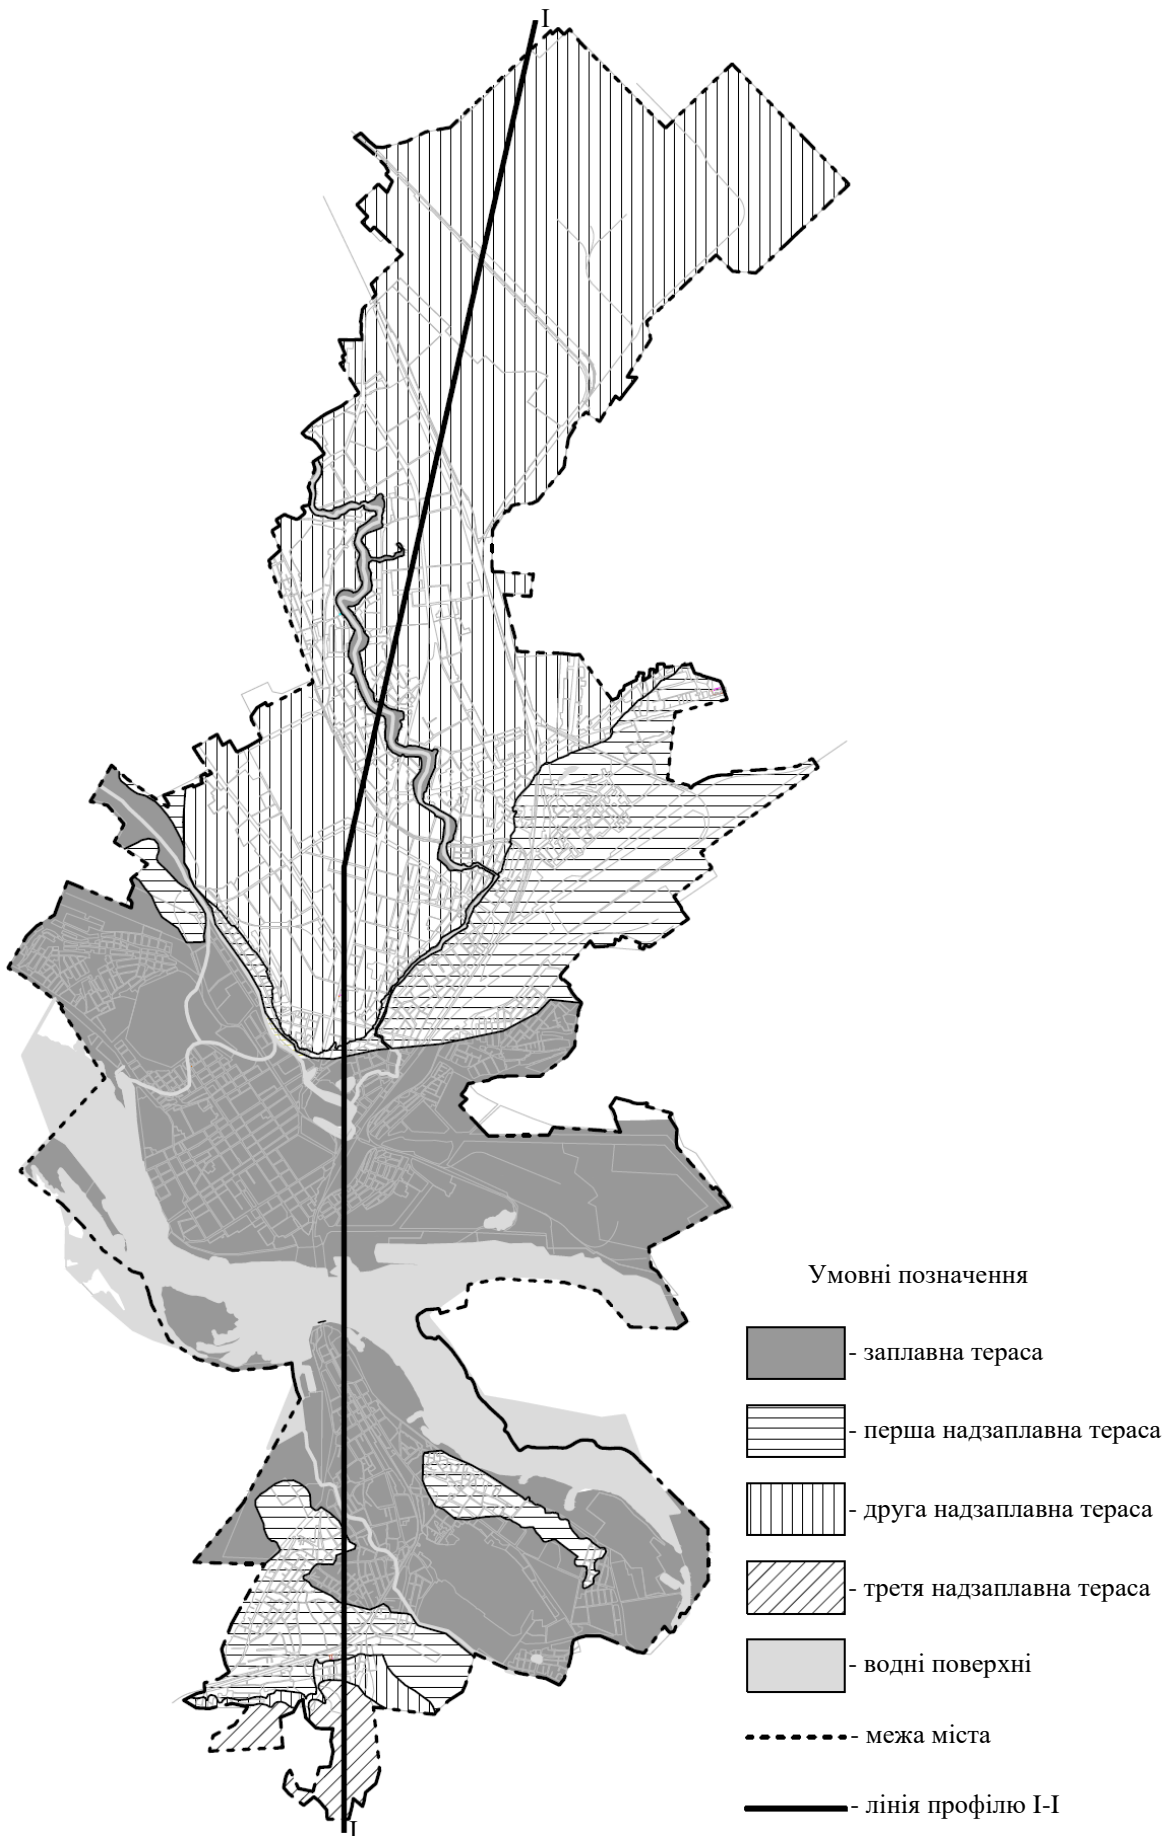 I
Умовні позначення
- заплавна тераса
- перша надзаплавна тераса
- друга надзаплавна тераса
- третя надзаплавна тераса
- водні поверхні
- межа міста
- лінія профілю I-I
I